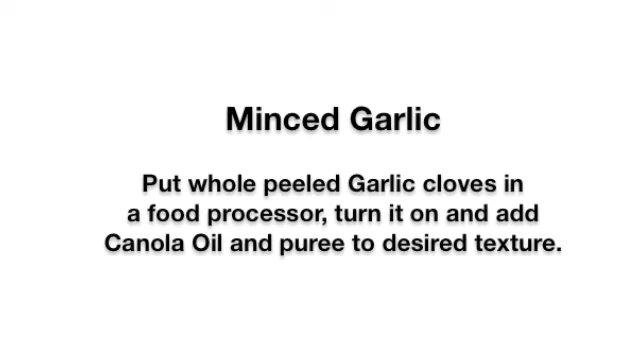 Minced Garlic
Put whole peeled Garlic cloves in
a food processor, turn it on and add
Canola Oil and puree to desired texture.